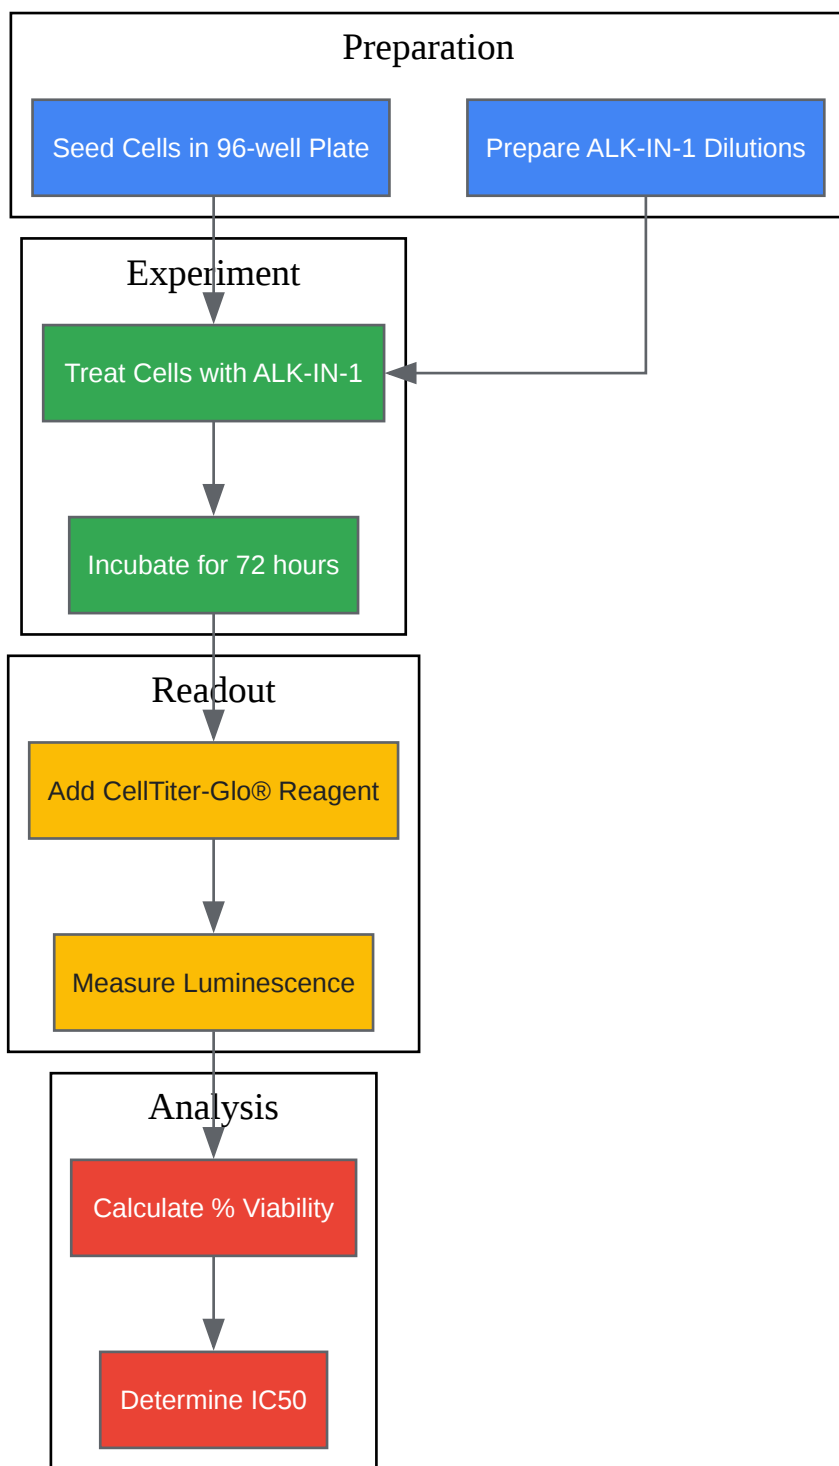 Preparation
Seed Cells in 96-well Plate
Prepare ALK-IN-1 Dilutions
Experiment
Treat Cells with ALK-IN-1
Incubate for 72 hours
Readout
Add CellTiter-Glo® Reagent
Measure Luminescence
Analysis
Calculate % Viability
Determine IC50